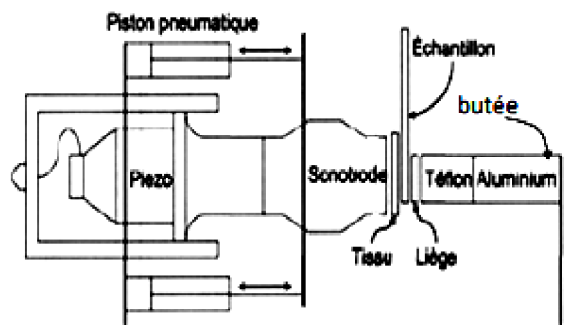 Piston pneumatique
Échantillon
butée
Piezo
Sonotrode
Téflon
Aluminium
Tissu
Liège